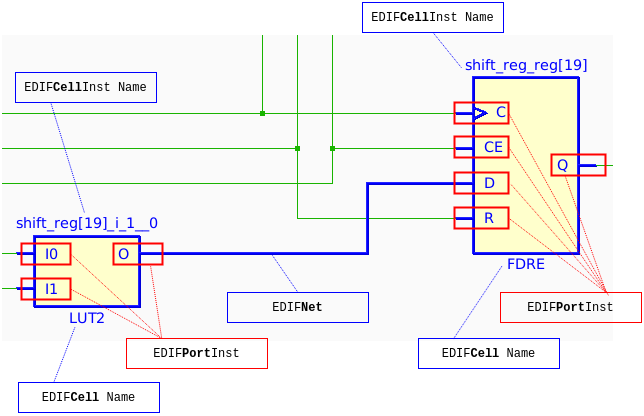 EDIFCellInst Name
shift_reg_reg[19]
EDIFCellInst Name
C
CE
Q
D
R
shift_reg[19]_i_1__0
I0
O
I1
FDRE
LUT2
EDIFNet
EDIFPortInst
EDIFPortInst
EDIFCell Name
EDIFCell Name